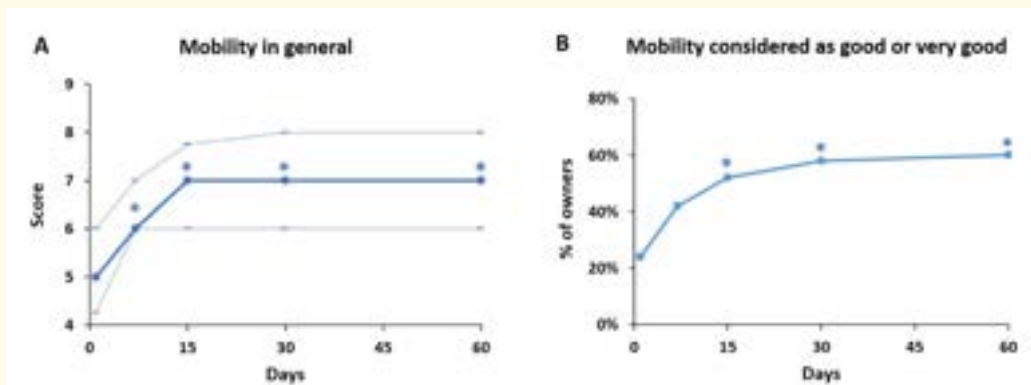 A
Mobility in general
9
8
7
6
5
4
Score
0 15 30 45 60
Days
B
Mobility considered as good or very good
80%
60%
40%
20%
0%
% of owners
0 15 30 45 60
Days